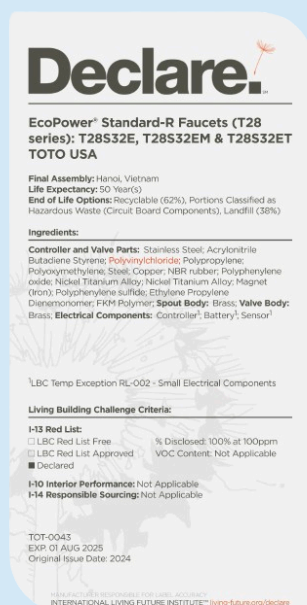 Declare.
EcoPower® Standard-R Faucets (T28
series): T28S32E, T28S32EM & T28S32ET
TOTO USA
Final Assembly: Hanoi, Vietnam
Life Expectancy: 50 Year(s)
End of Life Options: Recyclable (62%), Portions Classified as
Hazardous Waste (Circuit Board Components), Landfill (38%)
Ingredients:
Controller and Valve Parts: Stainless Steel; Acrylonitrile
Butadiene Styrene; Polyvinylchloride; Polypropylene;
Polyoxymethylene; Steel; Copper; NBR rubber; Polyphenylene
oxide; Nickel Titanium Alloy; Nickel Titanium Alloy; Magnet
(Iron); Polyphenylene sulfide; Ethylene Propylene
Dienemonomer; FKM Polymer; Spout Body: Brass; Valve Body:
Brass; Electrical Components: Controller¹; Battery¹; Sensor¹
¹LBC Temp Exception RL-002 - Small Electrical Components
Living Building Challenge Criteria:
I-13 Red List:
☐ LBC Red List Free % Disclosed: 100% at 100ppm
☐ LBC Red List Approved VOC Content: Not Applicable
■ Declared
I-10 Interior Performance: Not Applicable
I-14 Responsible Sourcing: Not Applicable
TOT-0043
EXP. 01 AUG 2025
Original Issue Date: 2024
MANUFACTURER RESPONSIBLE FOR LABEL ACCURACY
INTERNATIONAL LIVING FUTURE INSTITUTE™ living-future.org/declare